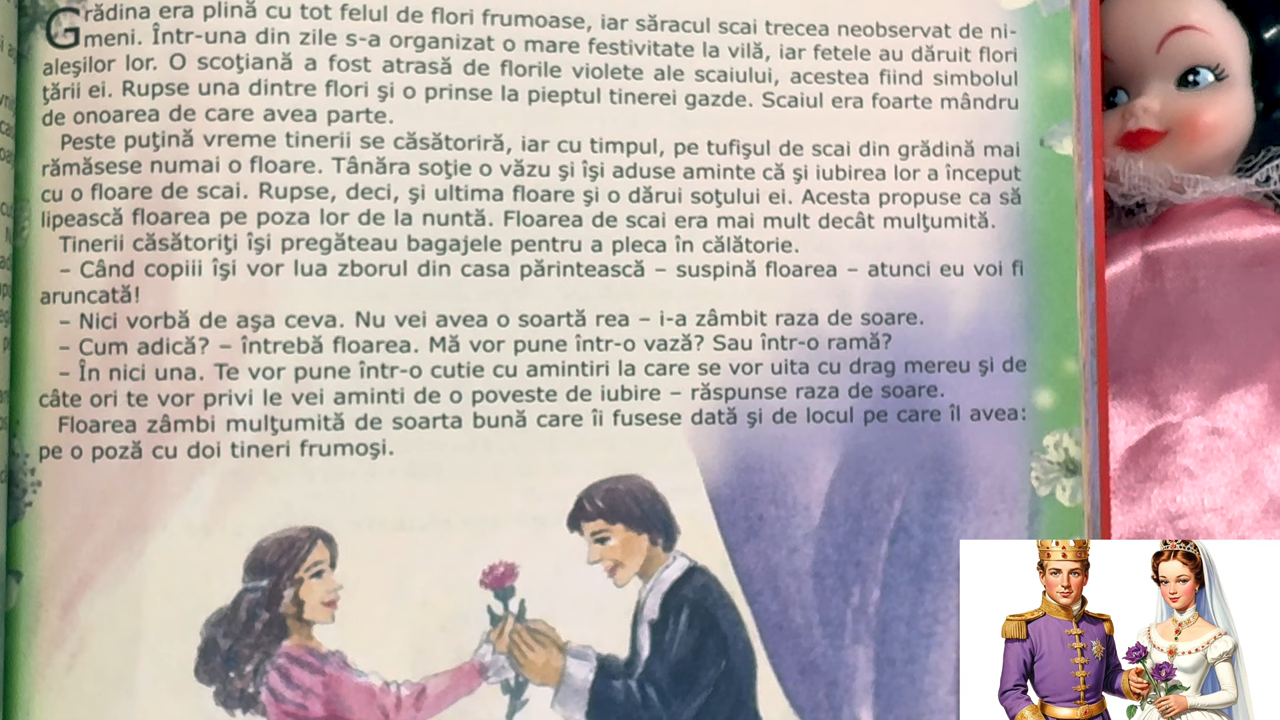 Grădina era plină cu tot felul de flori frumoase, iar săracul scai trecea neobservat de ni-
meni. Într-una din zile s-a organizat o mare festivitate la vilă, iar fetele au dăruit flori
aleşilor lor. O scoţiană a fost atrasă de florile violete ale scaiului, acestea fiind simbolul
ţării ei. Rupse una dintre flori şi o prinse la pieptul tinerei gazde. Scaiul era foarte mândru
de onoarea de care avea parte.
Peste puţină vreme tinerii se căsătoriră, iar cu timpul, pe tufişul de scai din grădină mai
rămăsese numai o floare. Tânăra soţie o văzu şi îşi aduse aminte că şi iubirea lor a început
cu o floare de scai. Rupse, deci, şi ultima floare şi o dărui soţului ei. Acesta propuse ca să
lipească floarea pe poza lor de la nuntă. Floarea de scai era mai mult decât mulţumită.
Tinerii căsătoriţi îşi pregăteau bagajele pentru a pleca în călătorie.
– Când copiii îşi vor lua zborul din casa părintească – suspină floarea – atunci eu voi fi
aruncată!
– Nici vorbă de aşa ceva. Nu vei avea o soartă rea – i-a zâmbit raza de soare.
– Cum adică? – întrebă floarea. Mă vor pune într-o vază? Sau într-o ramă?
– În nici una. Te vor pune într-o cutie cu amintiri la care se vor uita cu drag mereu şi de
câte ori te vor privi le vei aminti de o poveste de iubire – răspunse raza de soare.
Floarea zâmbi mulţumită de soarta bună care îi fusese dată şi de locul pe care îl avea:
pe o poză cu doi tineri frumoşi.